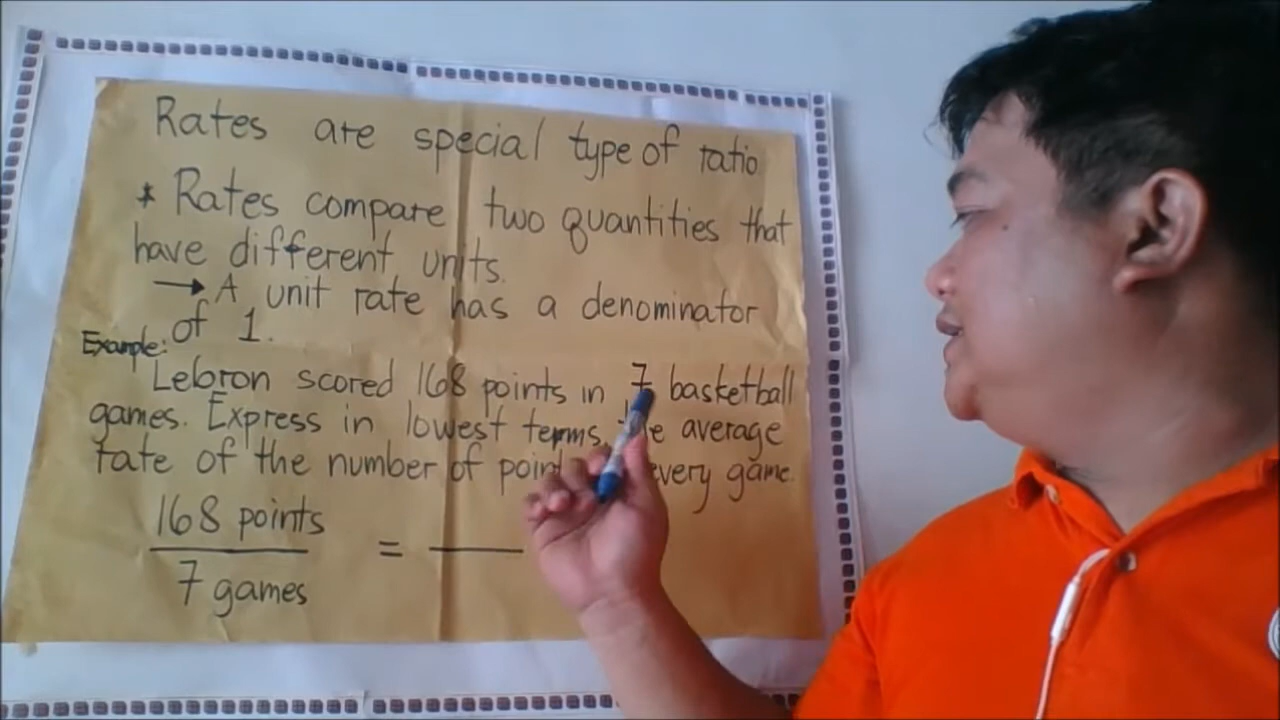 Rates are special type of ratio
* Rates compare two quantities that
have different units.
→ A unit rate has a denominator
of 1.
Example:
Lebron scored 168 points in 7 basketball
games. Express in lowest terms, average
rate of the number of game.
168 points
7 games
=